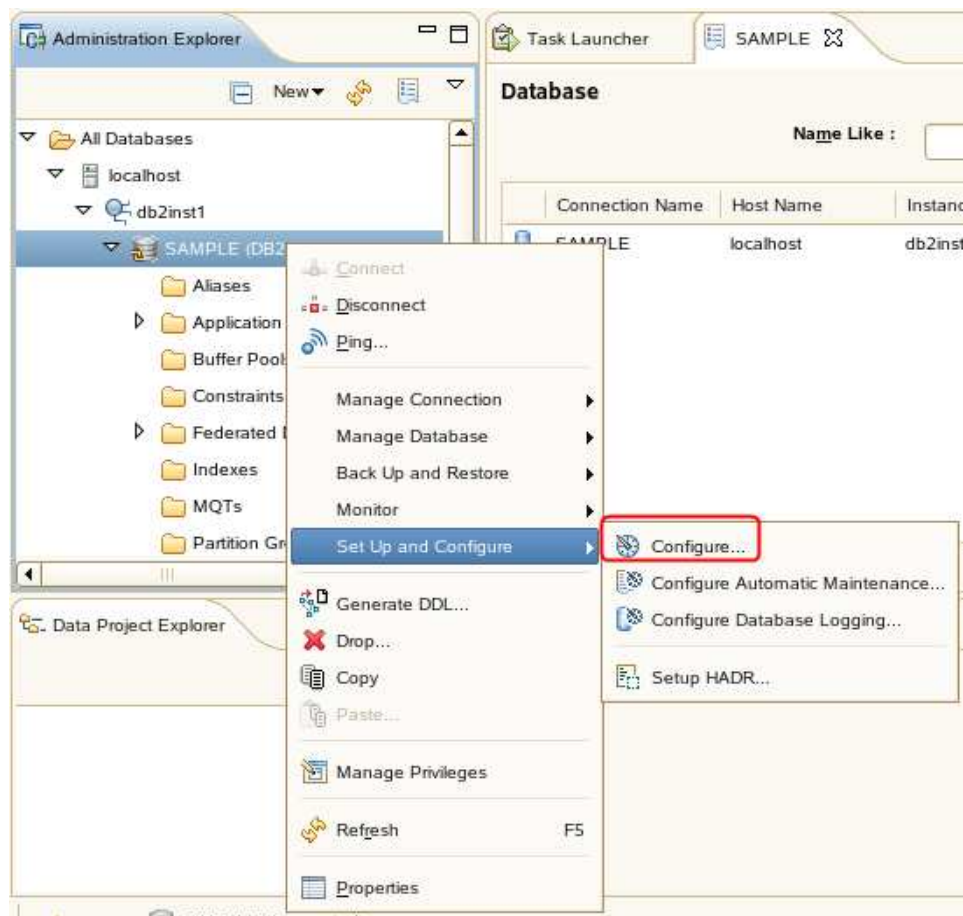 Administration Explorer
New
All Databases
localhost
db2inst1
SAMPLE (DB2
Aliases
Application
Buffer Pool
Constraints
Federated
Indexes
MQTs
Partition Gr
Data Project Explorer
Task Launcher
SAMPLE
Database
Name Like :
Connection Name Host Name Instanc
SAMPLE localhost db2inst
Connect
Disconnect
Ping...
Manage Connection
Manage Database
Back Up and Restore
Monitor
Set Up and Configure
Generate DDL...
Drop...
Copy
Paste...
Manage Privileges
Refresh F5
Properties
Configure...
Configure Automatic Maintenance...
Configure Database Logging...
Setup HADR...